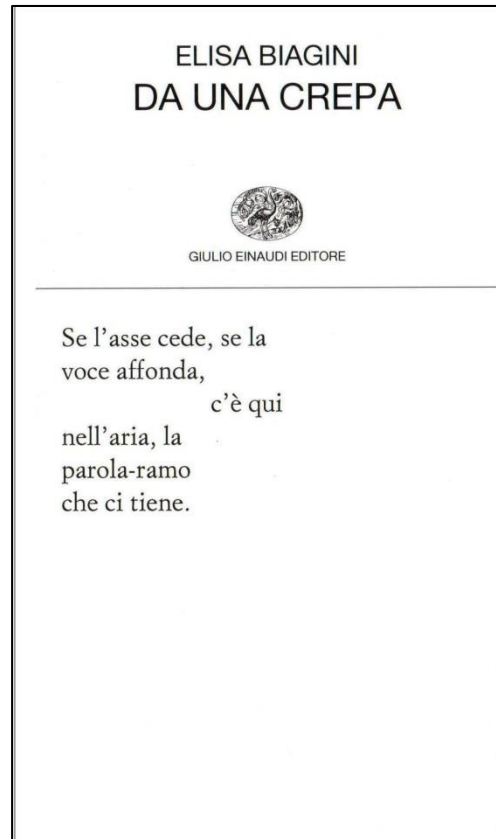 ELISA BIAGINI
DA UNA CREPA
GIULIO EINAUDI EDITORE
Se l'asse cede, se la
voce affonda,
c'è qui
nell'aria, la
parola-ramo
che ci tiene.